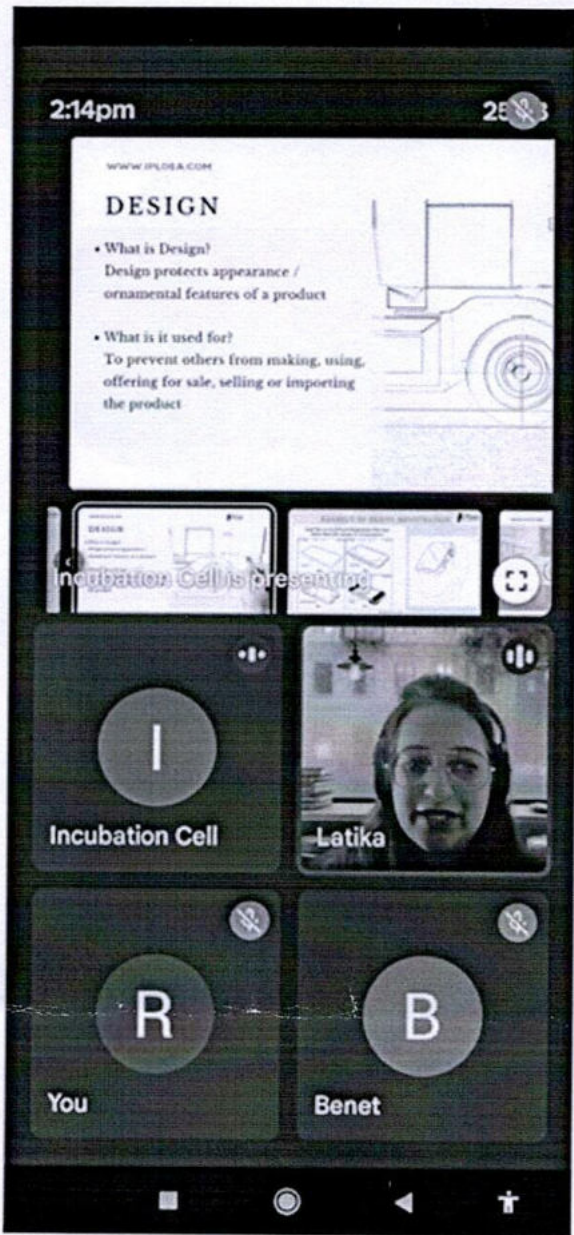 2:14pm
WWW.IPLDEA.COM
DESIGN
• What is Design?
Design protects appearance /
ornamental features of a product
• What is it used for?
To prevent others from making, using,
offering for sale, selling or importing
the product
DESIGN
Incubation Cell is presenting
I
Incubation Cell
Latika
R
You
B
Benet